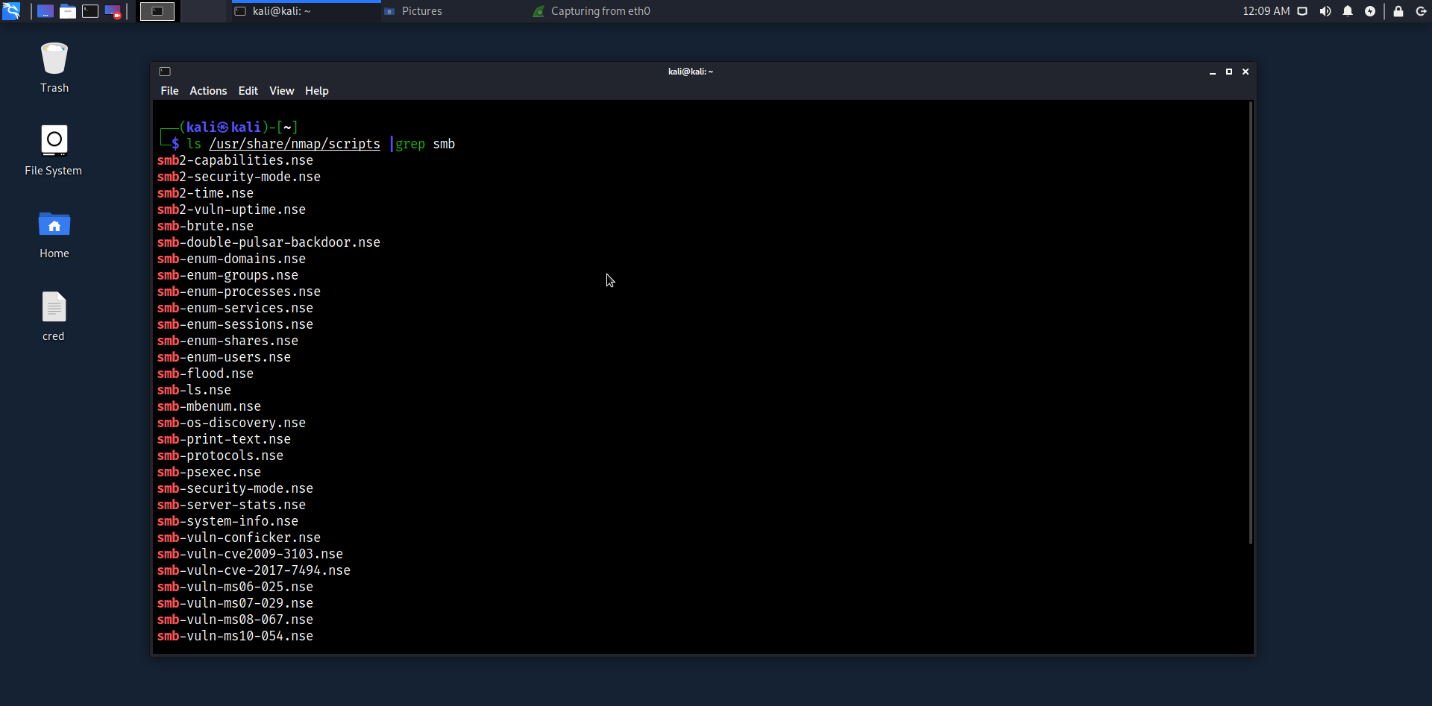 kali@kali: ~ Pictures Capturing from eth0 12:09 AM
Trash
File System
Home
cred
kali@kali: ~
File Actions Edit View Help
┌──(kali㉿kali)-[~]
└─$ ls /usr/share/nmap/scripts |grep smb
smb2-capabilities.nse
smb2-security-mode.nse
smb2-time.nse
smb2-vuln-uptime.nse
smb-brute.nse
smb-double-pulsar-backdoor.nse
smb-enum-domains.nse
smb-enum-groups.nse
smb-enum-processes.nse
smb-enum-services.nse
smb-enum-sessions.nse
smb-enum-shares.nse
smb-enum-users.nse
smb-flood.nse
smb-ls.nse
smb-mbenum.nse
smb-os-discovery.nse
smb-print-text.nse
smb-protocols.nse
smb-psexec.nse
smb-security-mode.nse
smb-server-stats.nse
smb-system-info.nse
smb-vuln-conficker.nse
smb-vuln-cve2009-3103.nse
smb-vuln-cve-2017-7494.nse
smb-vuln-ms06-025.nse
smb-vuln-ms07-029.nse
smb-vuln-ms08-067.nse
smb-vuln-ms10-054.nse